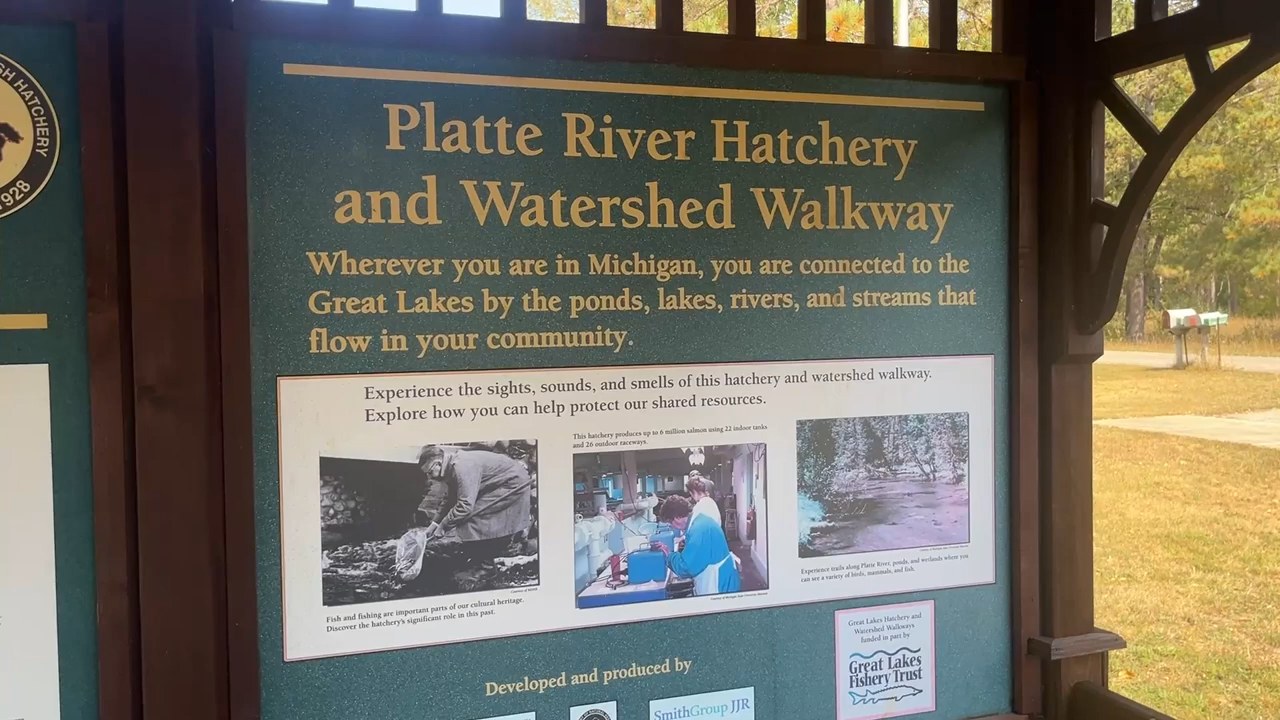 SH HATCHERY
1928
Platte River Hatchery
and Watershed Walkway
Wherever you are in Michigan, you are connected to the
Great Lakes by the ponds, lakes, rivers, and streams that
flow in your community.
Experience the sights, sounds, and smells of this hatchery and watershed walkway.
Explore how you can help protect our shared resources.
Fish and fishing are important parts of our cultural heritage.
Discover the hatchery's significant role in this past.
This hatchery produces up to 6 million salmon using 22 indoor tanks
and 26 outdoor raceways.
Experience trails along Platte River, ponds, and wetlands where you
can see a variety of birds, mammals, and fish.
Developed and produced by
SmithGroup JJR
Great Lakes Hatchery and
Watershed Walkways
funded in part by
Great Lakes
Fishery Trust